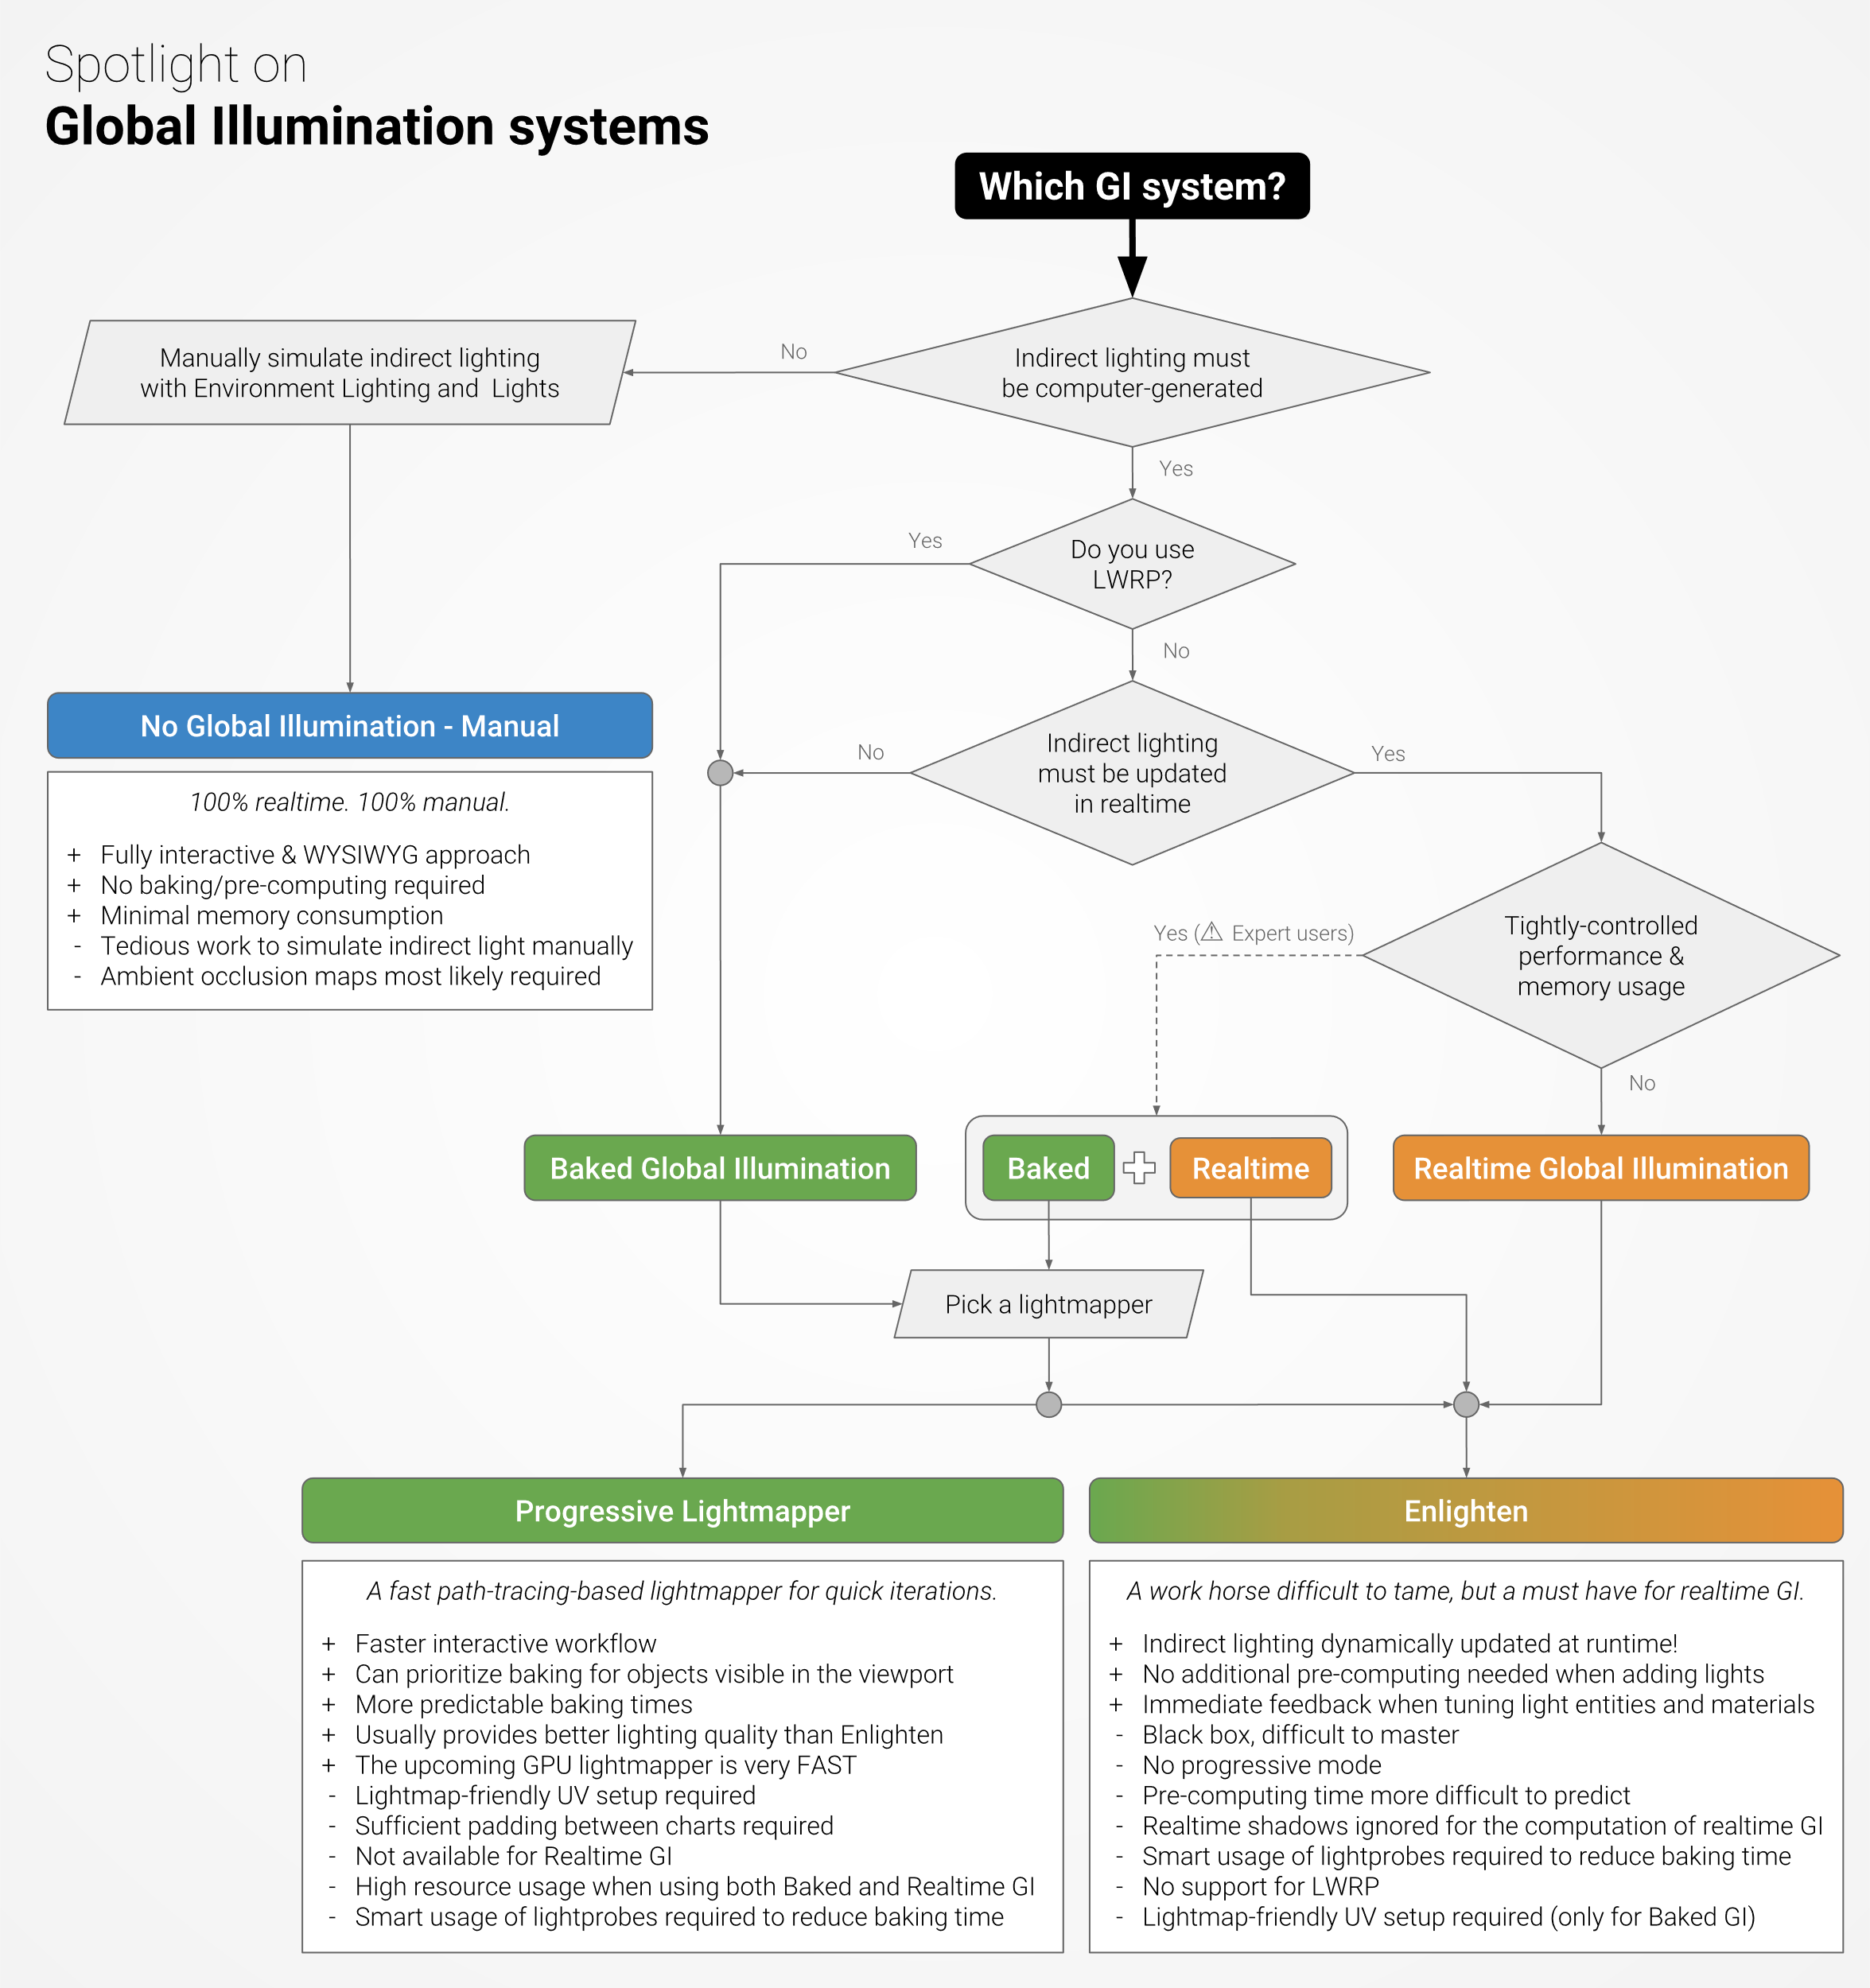 Spotlight on
Global Illumination systems
Which GI system?
Indirect lighting must
be computer-generated
No
Manually simulate indirect lighting
with Environment Lighting and Lights
Yes
Do you use
LWRP?
Yes
No
Indirect lighting
must be updated
in realtime
No
Yes
No Global Illumination - Manual
100% realtime. 100% manual.
+ Fully interactive & WYSIWYG approach
+ No baking/pre-computing required
+ Minimal memory consumption
- Tedious work to simulate indirect light manually
- Ambient occlusion maps most likely required
Tightly-controlled
performance &
memory usage
Yes (⚠ Expert users)
No
Baked Global Illumination
Baked
Realtime
Realtime Global Illumination
Pick a lightmapper
Progressive Lightmapper
A fast path-tracing-based lightmapper for quick iterations.
+ Faster interactive workflow
+ Can prioritize baking for objects visible in the viewport
+ More predictable baking times
+ Usually provides better lighting quality than Enlighten
+ The upcoming GPU lightmapper is very FAST
- Lightmap-friendly UV setup required
- Sufficient padding between charts required
- Not available for Realtime GI
- High resource usage when using both Baked and Realtime GI
- Smart usage of lightprobes required to reduce baking time
Enlighten
A work horse difficult to tame, but a must have for realtime GI.
+ Indirect lighting dynamically updated at runtime!
+ No additional pre-computing needed when adding lights
+ Immediate feedback when tuning light entities and materials
- Black box, difficult to master
- No progressive mode
- Pre-computing time more difficult to predict
- Realtime shadows ignored for the computation of realtime GI
- Smart usage of lightprobes required to reduce baking time
- No support for LWRP
- Lightmap-friendly UV setup required (only for Baked GI)